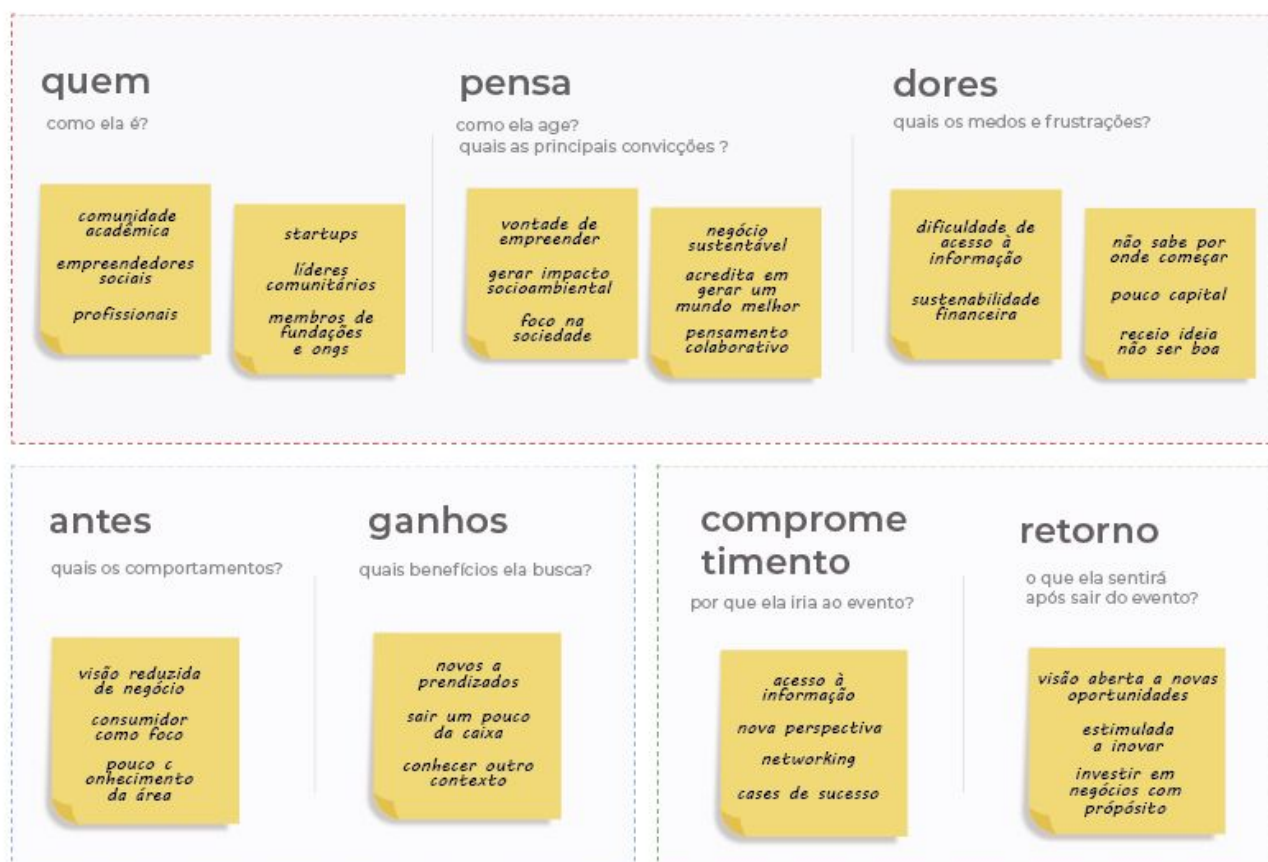 quem
como ela é?
comunidade
acadêmica
empreendedores
sociais
profissionais
startups
líderes
comunitários
membros de
fundações
e ongs
pensa
como ela age?
quais as principais convicções ?
vontade de
empreender
gerar impacto
socioambiental
foco na
sociedade
negócio
sustentável
acredita em
gerar um
mundo melhor
pensamento
colaborativo
dores
quais os medos e frustrações?
dificuldade de
acesso à
informação
sustenabilidade
financeira
não sabe por
onde começar
pouco capital
receio ideia
não ser boa
antes
quais os comportamentos?
visão reduzida
de negócio
consumidor
como foco
pouco c
onhecimento
da área
ganhos
quais benefícios ela busca?
novos a
prendizados
sair um pouco
da caixa
conhecer outro
contexto
comprome
timento
por que ela iria ao evento?
acesso à
informação
nova perspectiva
networking
cases de sucesso
retorno
o que ela sentirá
após sair do evento?
visão aberta a novas
oportunidades
estimulada
a inovar
investir em
negócios com
própósito